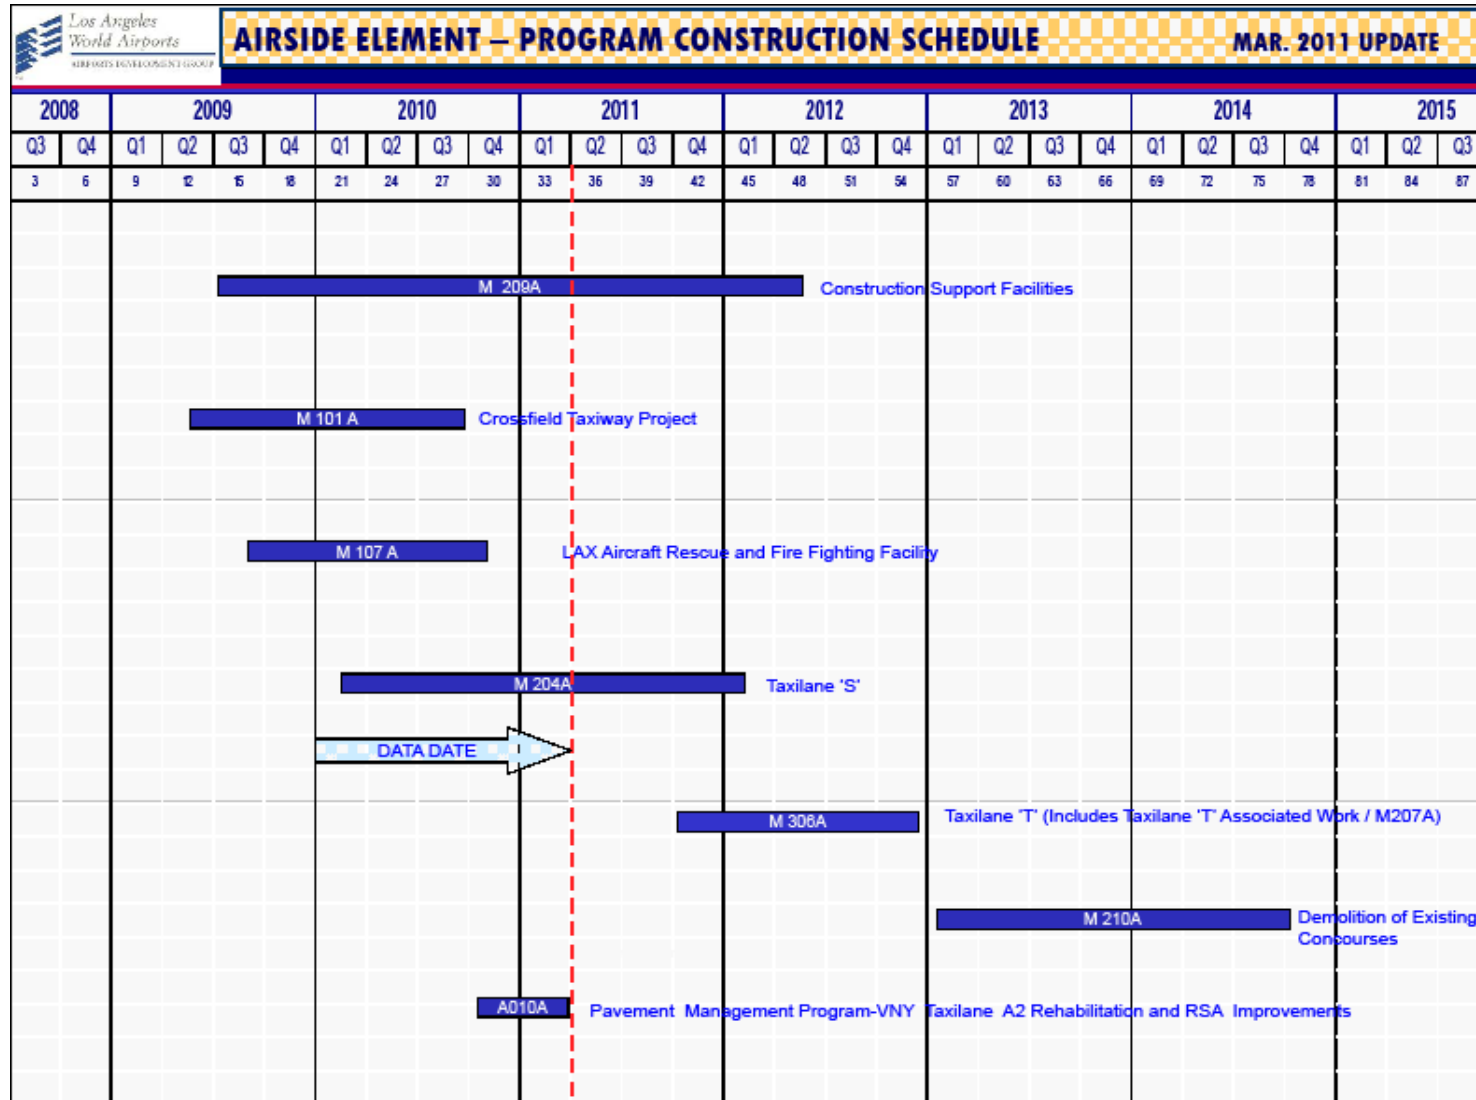 Los Angeles
World Airports
AIRPORTS DEVELOPMENT GROUP
AIRSIDE ELEMENT – PROGRAM CONSTRUCTION SCHEDULE MAR. 2011 UPDATE
2008 2009 2010 2011 2012 2013 2014 2015
Q3 Q4 Q1 Q2 Q3 Q4 Q1 Q2 Q3 Q4 Q1 Q2 Q3 Q4 Q1 Q2 Q3 Q4 Q1 Q2 Q3 Q4 Q1 Q2 Q3 Q4 Q1 Q2 Q3
3 6 9 12 15 18 21 24 27 30 33 36 39 42 45 48 51 54 57 60 63 66 69 72 75 78 81 84 87
M 209A Construction Support Facilities
M 101 A Crossfield Taxiway Project
M 107 A LAX Aircraft Rescue and Fire Fighting Facility
M 204A Taxilane 'S'
DATA DATE
M 306A Taxilane 'T' (Includes Taxilane 'T' Associated Work / M207A)
M 210A Demolition of Existing
Concourses
A010A Pavement Management Program-VNY Taxilane A2 Rehabilitation and RSA Improvements